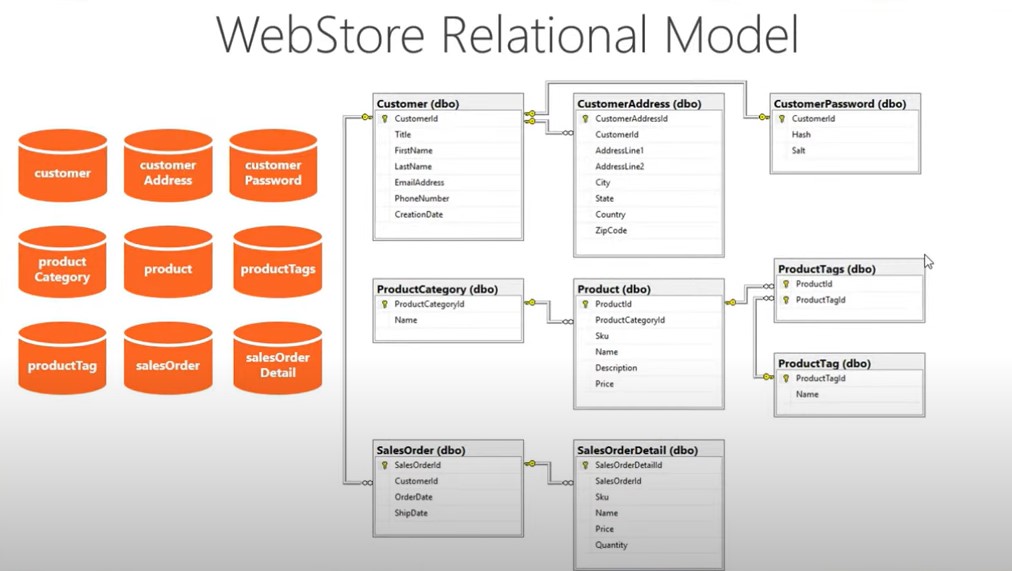 WebStore Relational Model
customer
customer
Address
customer
Password
product
Category
product
productTags
productTag
salesOrder
salesOrder
Detail
Customer (dbo)
CustomerId
Title
FirstName
LastName
EmailAddress
PhoneNumber
CreationDate
CustomerAddress (dbo)
CustomerAddressId
CustomerId
AddressLine1
AddressLine2
City
State
Country
ZipCode
CustomerPassword (dbo)
CustomerId
Hash
Salt
ProductCategory (dbo)
ProductCategoryId
Name
Product (dbo)
ProductId
ProductCategoryId
Sku
Name
Description
Price
ProductTags (dbo)
ProductId
ProductTagId
ProductTag (dbo)
ProductTagId
Name
SalesOrder (dbo)
SalesOrderId
CustomerId
OrderDate
ShipDate
SalesOrderDetail (dbo)
SalesOrderDetailId
SalesOrderId
Sku
Name
Price
Quantity